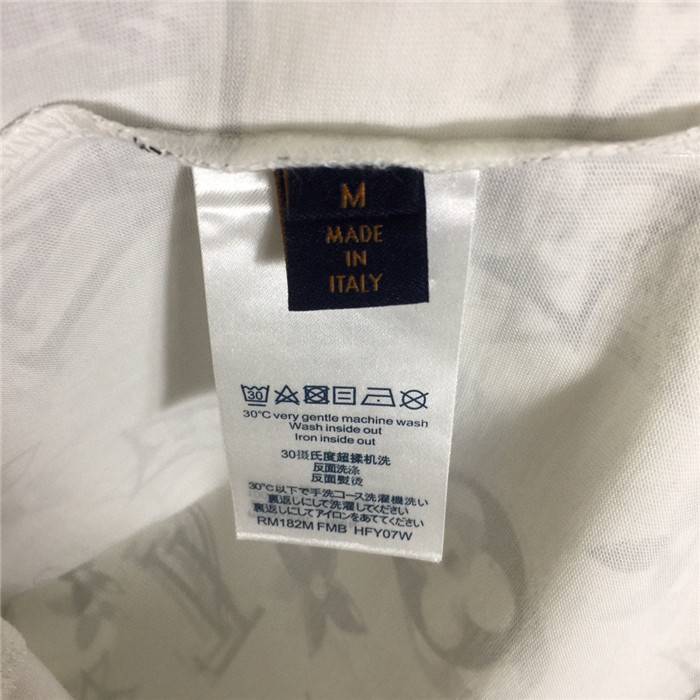 M
MADE
IN
ITALY
30
30°C very gentle machine wash
Wash inside out
Iron inside out
30摄氏度超揉机洗
反面洗涤
反面熨烫
30°C以下で手洗コース洗濯機洗い
裏返しにして洗濯してください
裏返しにしてアイロンをあててください
RM182M FMB HFY07W
LV